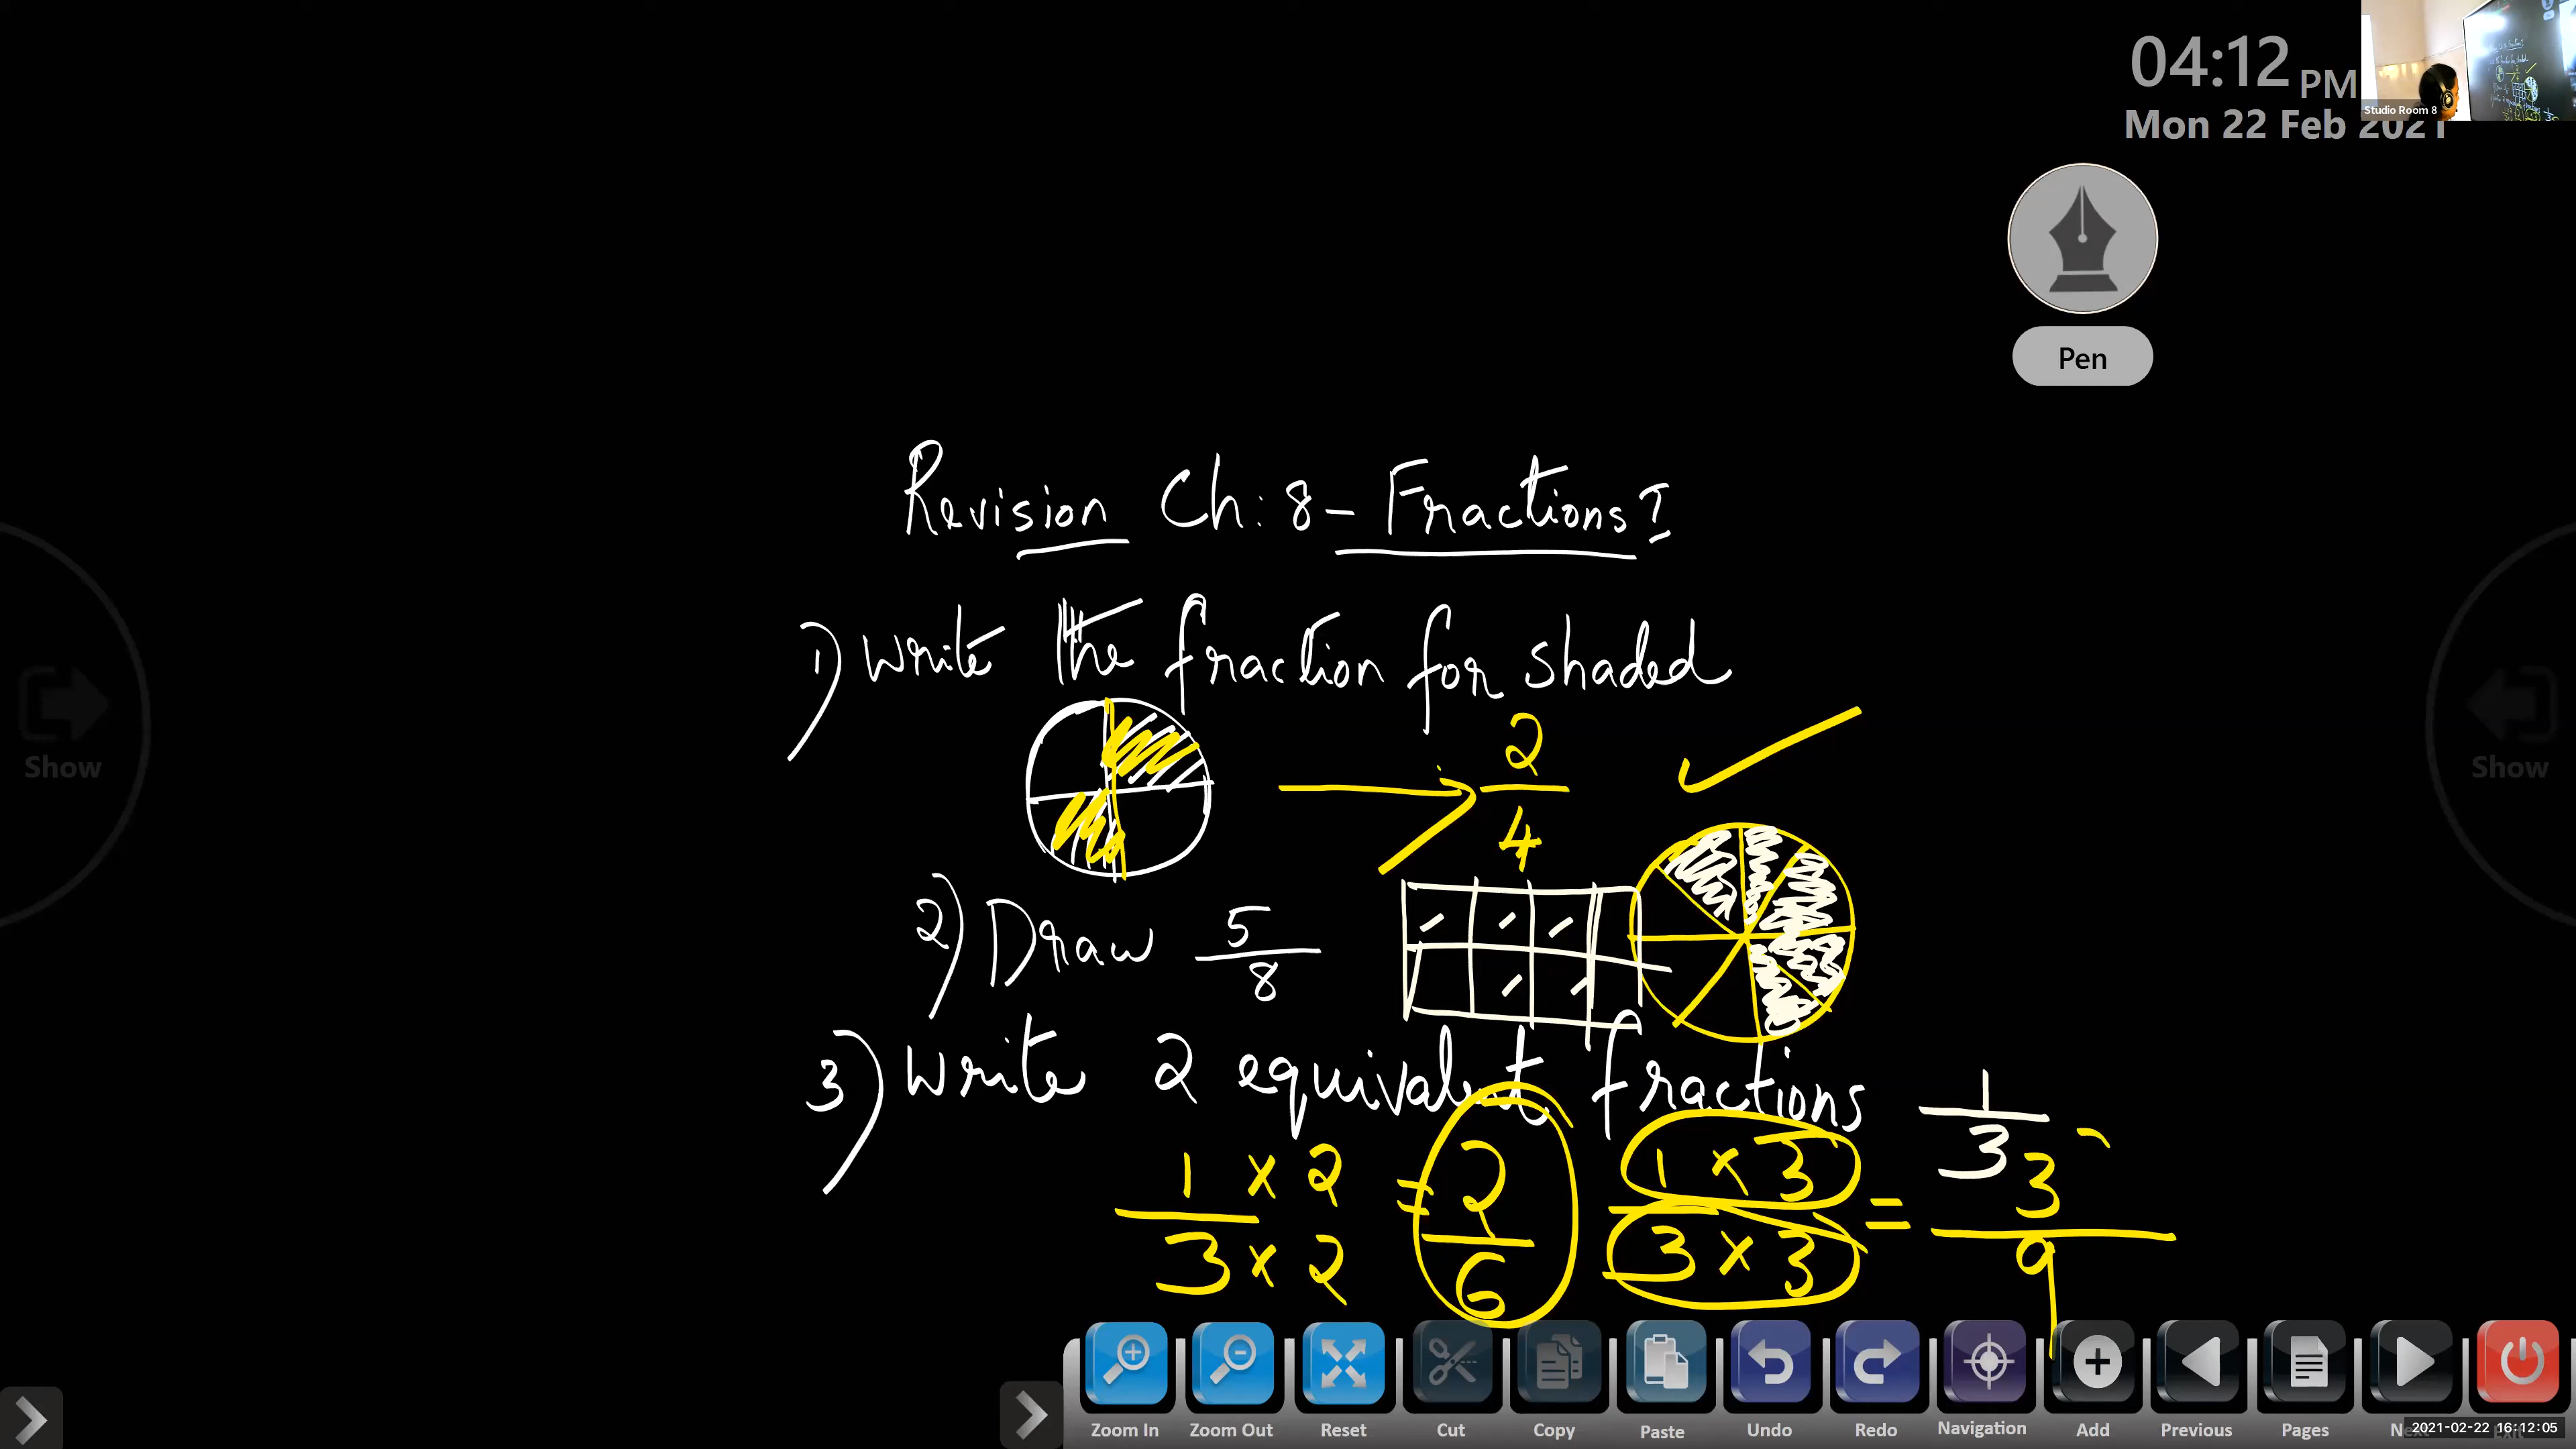 04:12 PM
Mon 22 Feb 2021
Studio Room 8
Pen
Revision Ch: 8 - Fractions I
1) Write the fraction for shaded
2/4
2) Draw 5/8
3) Write 2 equivalent fractions 1/3
1 × 2 / 3 × 2 = 2/6 1 × 3 / 3 × 3 = 3/9
Show
Show
Zoom In Zoom Out Reset Cut Copy Paste Undo Redo Navigation Add Previous Pages
2021-02-22 16:12:05